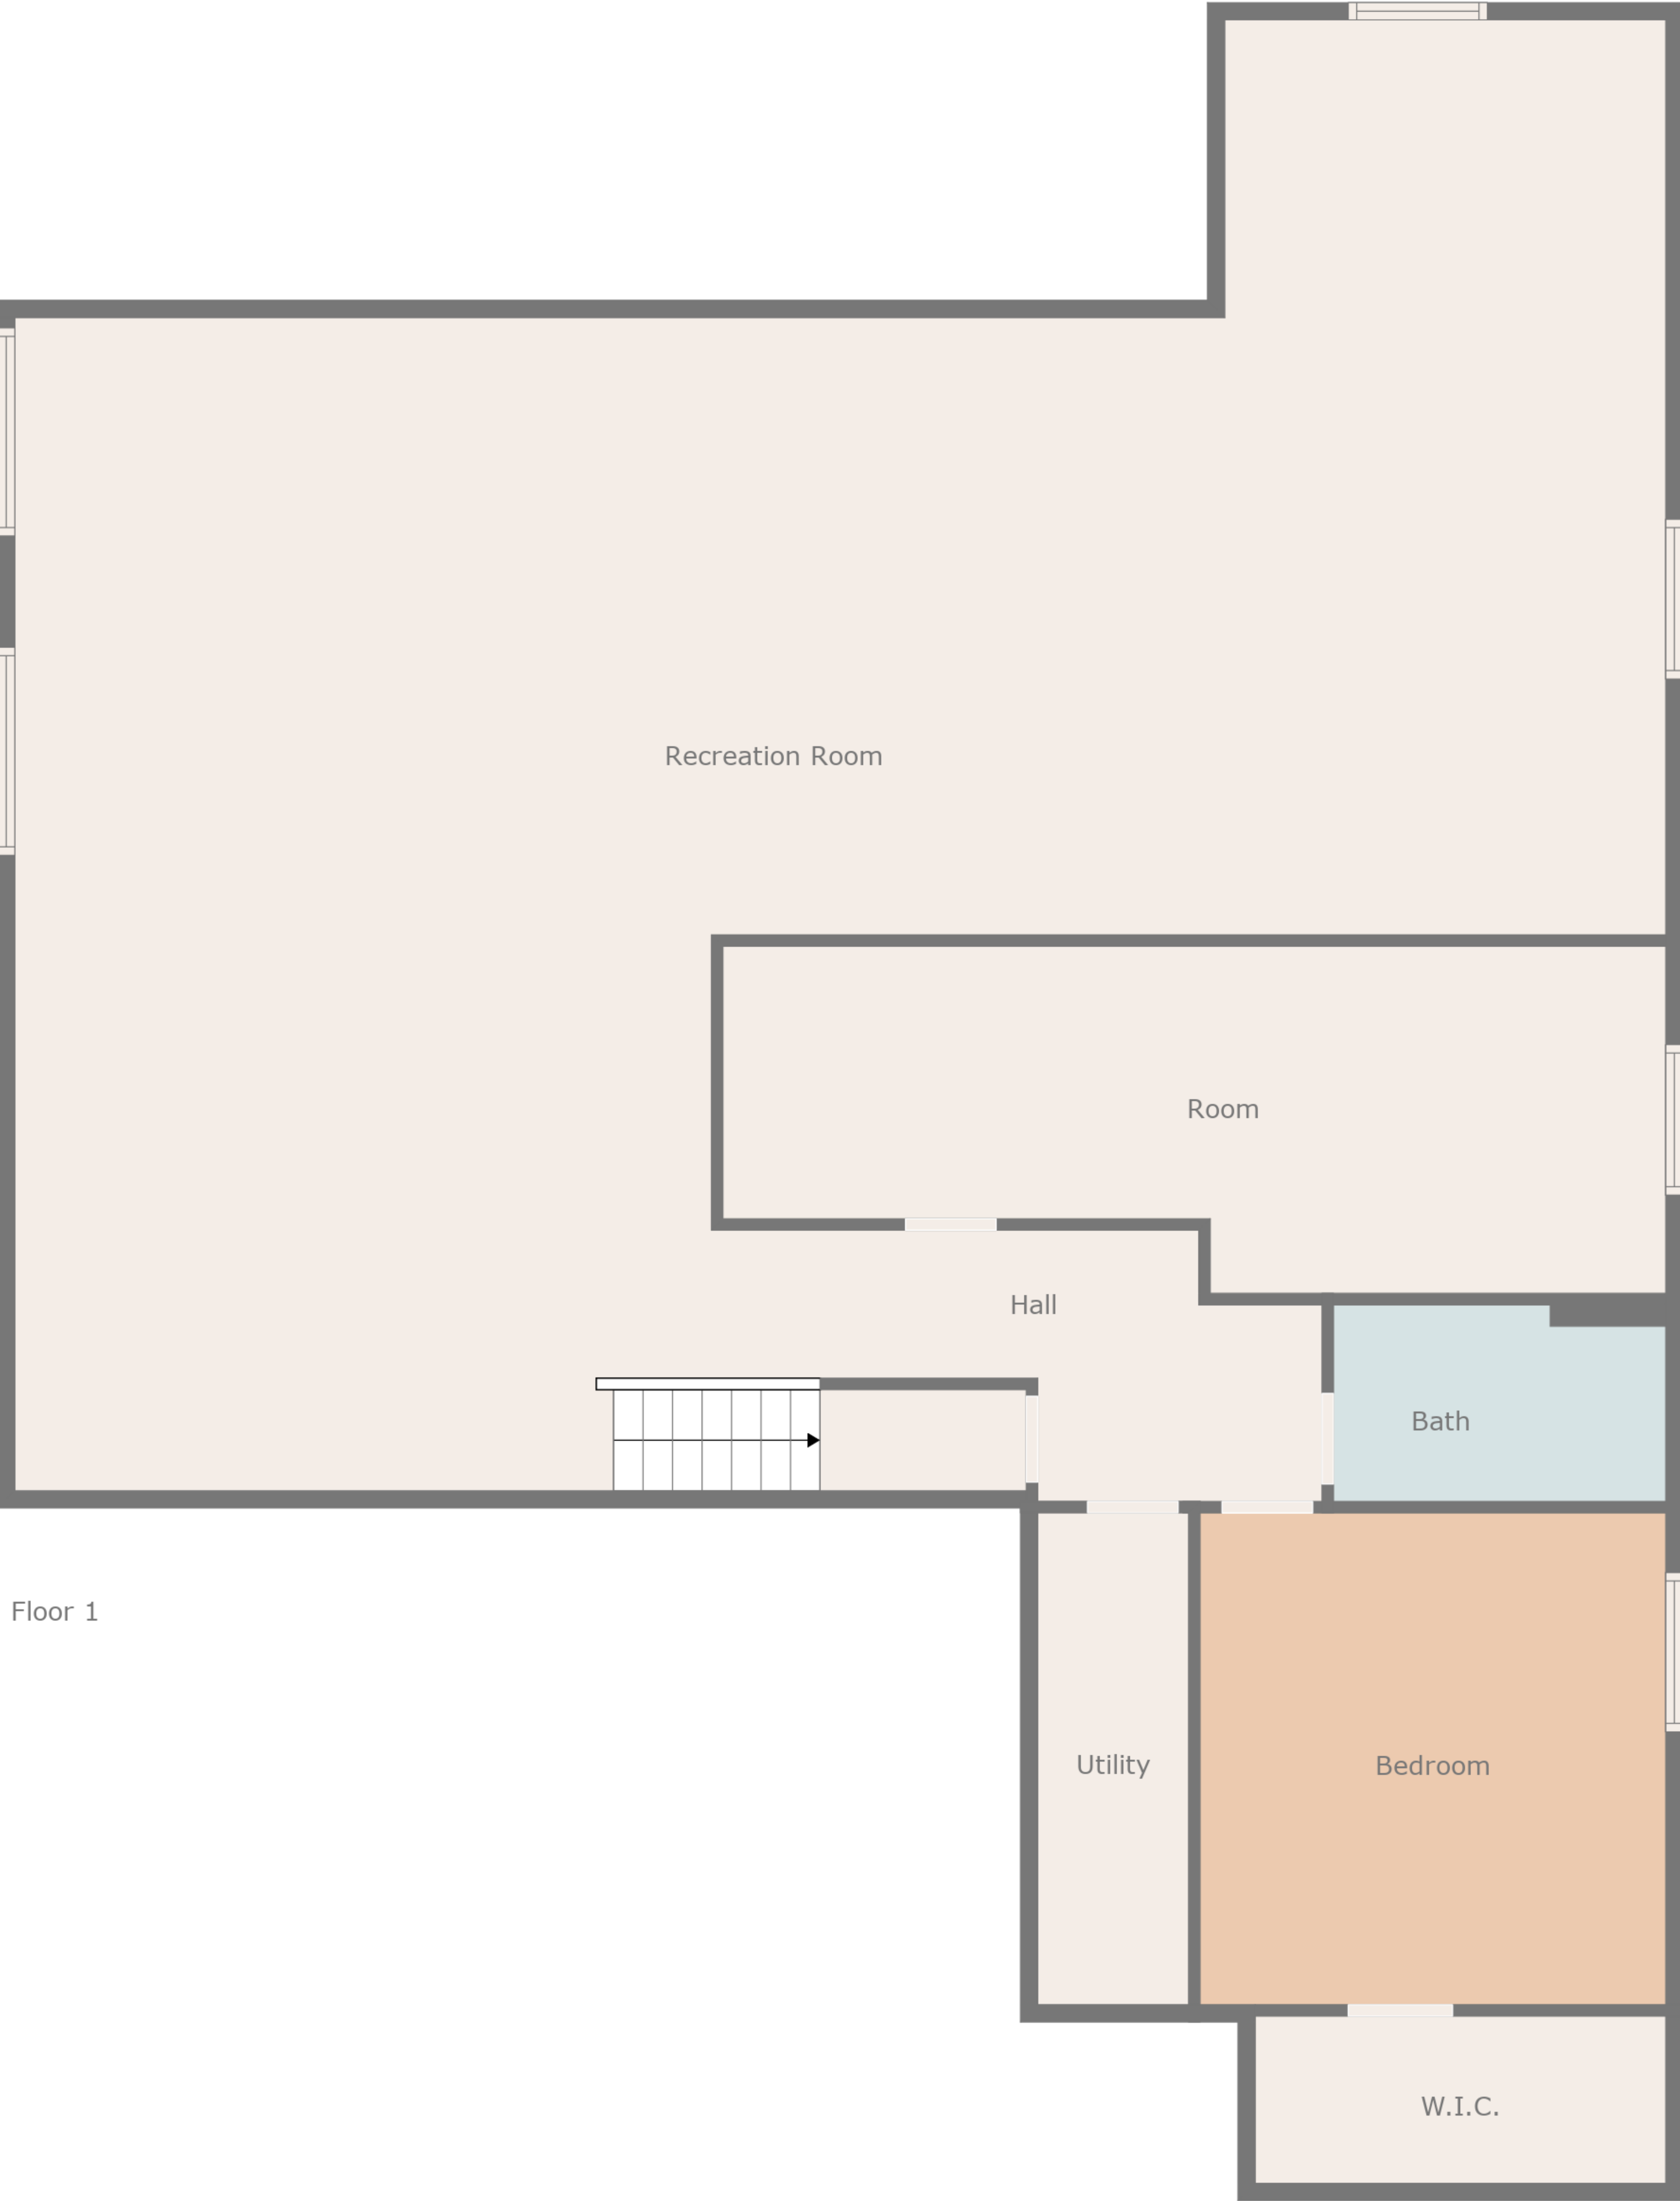 Recreation Room
Room
Hall
Bath
Floor 1
Utility
Bedroom
W.I.C.